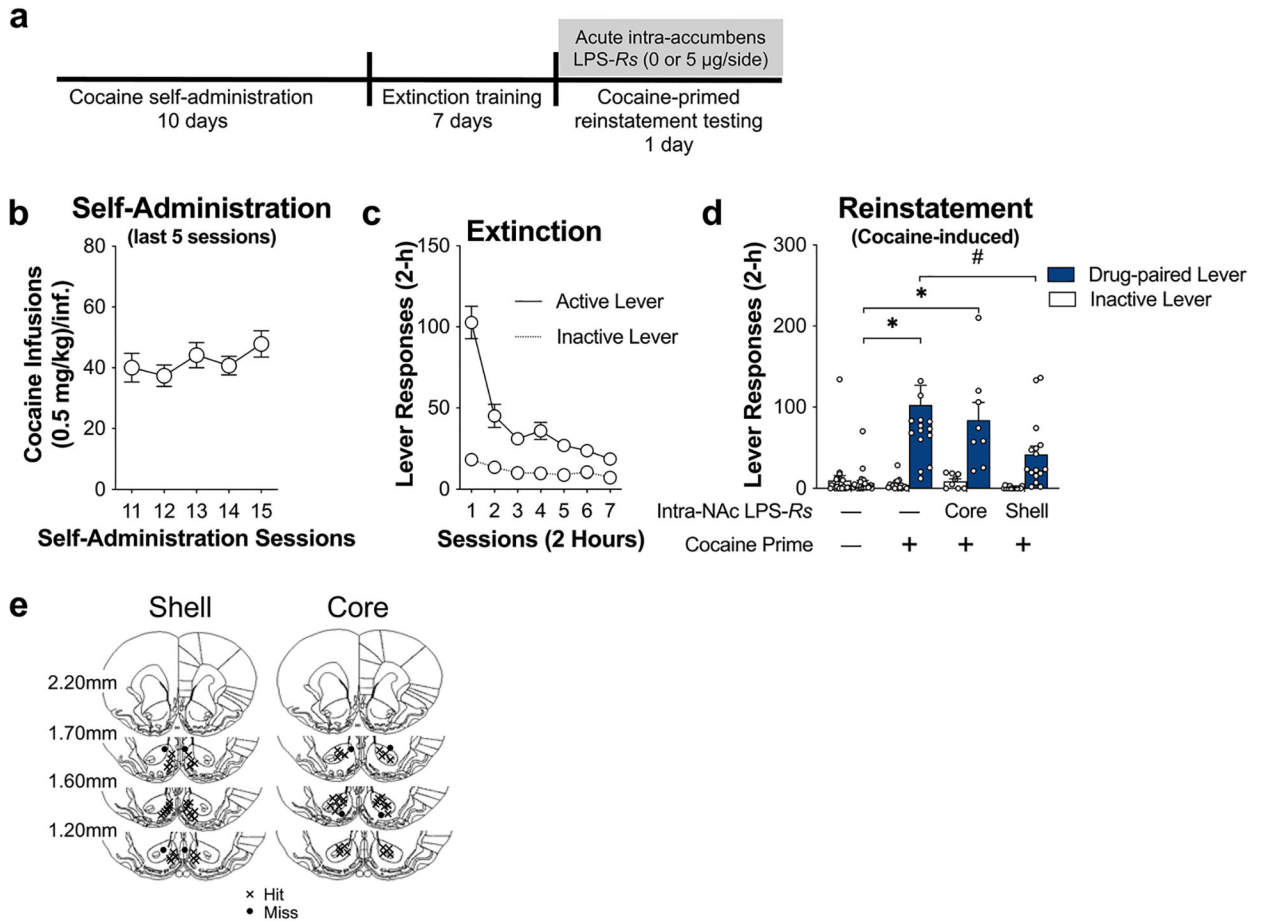 a
Acute intra-accumbens
LPS-Rs (0 or 5 µg/side)
Cocaine self-administration
10 days
Extinction training
7 days
Cocaine-primed
reinstatement testing
1 day
b
Self-Administration
(last 5 sessions)
Cocaine Infusions
(0.5 mg/kg)/inf.)
80
60
40
20
0
11 12 13 14 15
Self-Administration Sessions
c
Extinction
Lever Responses (2-h)
150
100
50
0
Active Lever
Inactive Lever
1 2 3 4 5 6 7
Sessions (2 Hours)
d
Reinstatement
(Cocaine-induced)
Lever Responses (2-h)
300
200
100
0
#
*
*
Drug-paired Lever
Inactive Lever
Intra-NAc LPS-Rs — — Core Shell
Cocaine Prime — + + +
e
Shell Core
2.20mm
1.70mm
1.60mm
1.20mm
× Hit
• Miss